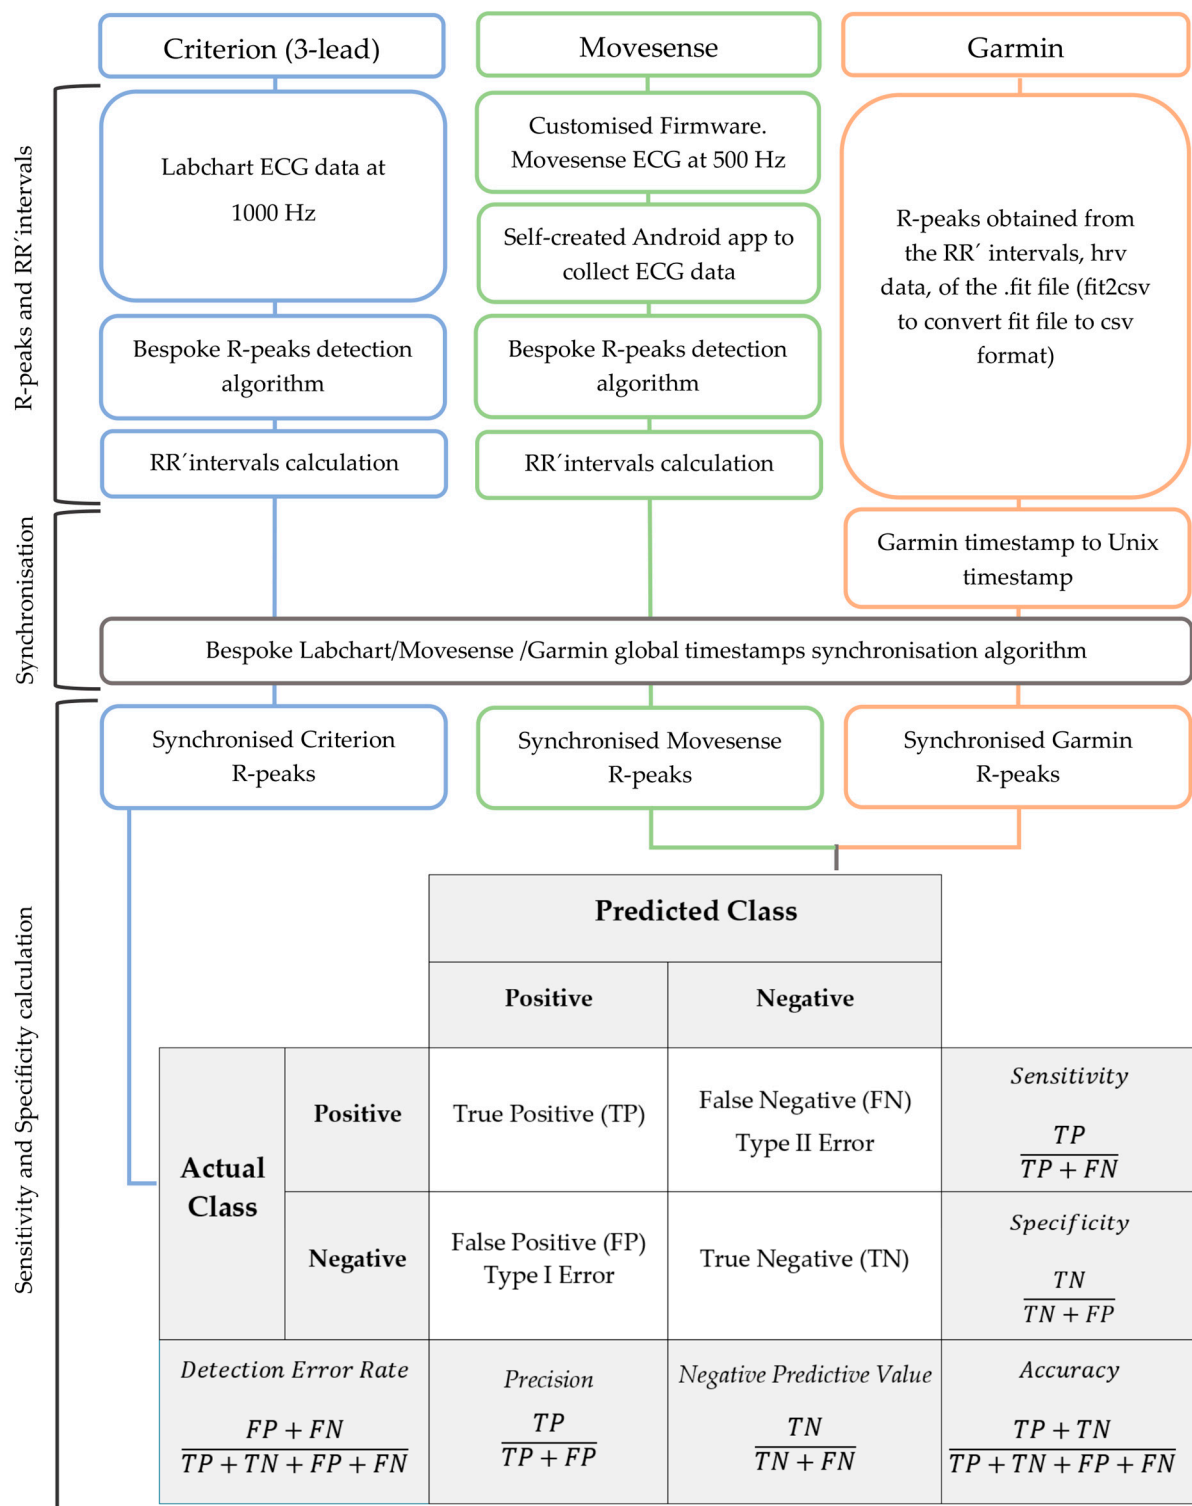 Criterion (3-lead)
Movesense
Garmin
R-peaks and RR´intervals
Labchart ECG data at
1000 Hz
Customised Firmware.
Movesense ECG at 500 Hz
Self-created Android app to
collect ECG data
R-peaks obtained from
the RR´ intervals, hrv
data, of the .fit file (fit2csv
to convert fit file to csv
format)
Bespoke R-peaks detection
algorithm
Bespoke R-peaks detection
algorithm
RR´intervals calculation
RR´intervals calculation
Synchronisation
Garmin timestamp to Unix
timestamp
Bespoke Labchart/Movesense /Garmin global timestamps synchronisation algorithm
Sensitivity and Specificity calculation
Synchronised Criterion
R-peaks
Synchronised Movesense
R-peaks
Synchronised Garmin
R-peaks
Predicted Class
Positive
Negative
Actual
Class
Positive
True Positive (TP)
False Negative (FN)
Type II Error
Sensitivity
TP
TP + FN
Negative
False Positive (FP)
Type I Error
True Negative (TN)
Specificity
TN
TN + FP
Detection Error Rate
FP + FN
TP + TN + FP + FN
Precision
TP
TP + FP
Negative Predictive Value
TN
TN + FN
Accuracy
TP + TN
TP + TN + FP + FN